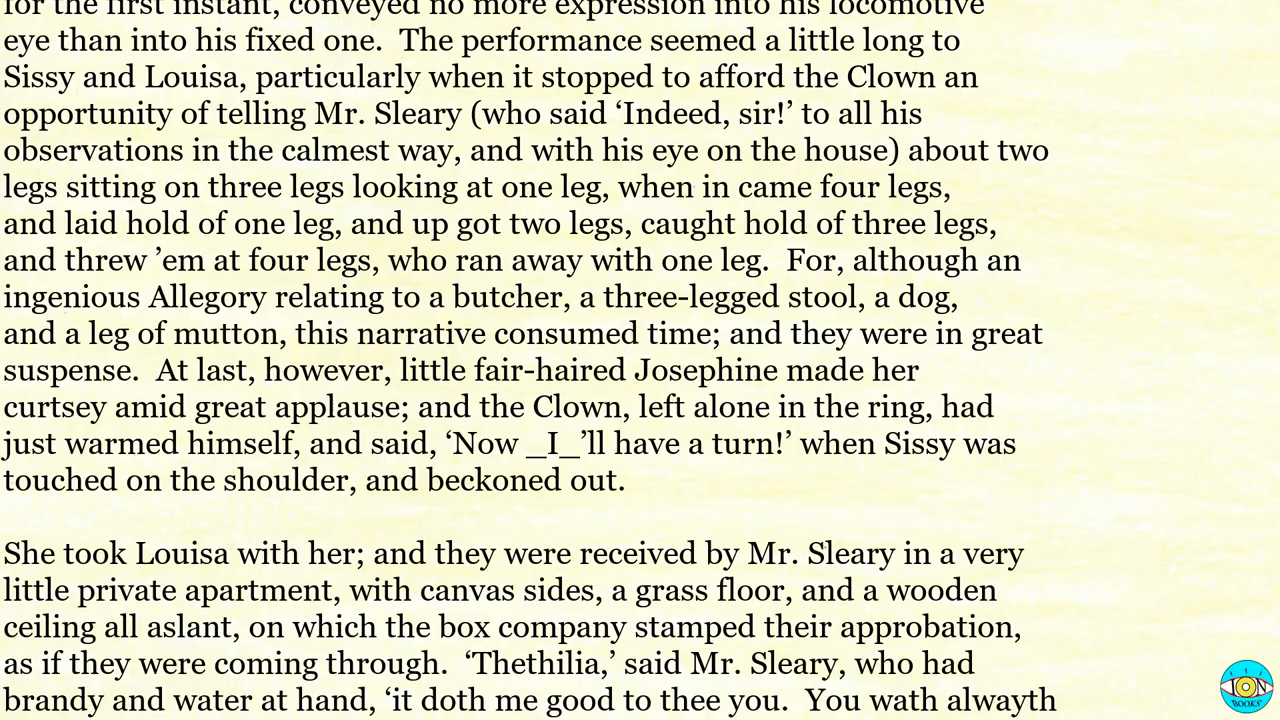 for the first instant, conveyed no more expression into his locomotive
eye than into his fixed one.  The performance seemed a little long to
Sissy and Louisa, particularly when it stopped to afford the Clown an
opportunity of telling Mr. Sleary (who said ‘Indeed, sir!’ to all his
observations in the calmest way, and with his eye on the house) about two
legs sitting on three legs looking at one leg, when in came four legs,
and laid hold of one leg, and up got two legs, caught hold of three legs,
and threw ’em at four legs, who ran away with one leg.  For, although an
ingenious Allegory relating to a butcher, a three-legged stool, a dog,
and a leg of mutton, this narrative consumed time; and they were in great
suspense.  At last, however, little fair-haired Josephine made her
curtsey amid great applause; and the Clown, left alone in the ring, had
just warmed himself, and said, ‘Now _I_’ll have a turn!’ when Sissy was
touched on the shoulder, and beckoned out.

She took Louisa with her; and they were received by Mr. Sleary in a very
little private apartment, with canvas sides, a grass floor, and a wooden
ceiling all aslant, on which the box company stamped their approbation,
as if they were coming through.  ‘Thethilia,’ said Mr. Sleary, who had
brandy and water at hand, ‘it doth me good to thee you.  You wath alwayth
ION
BOOKS